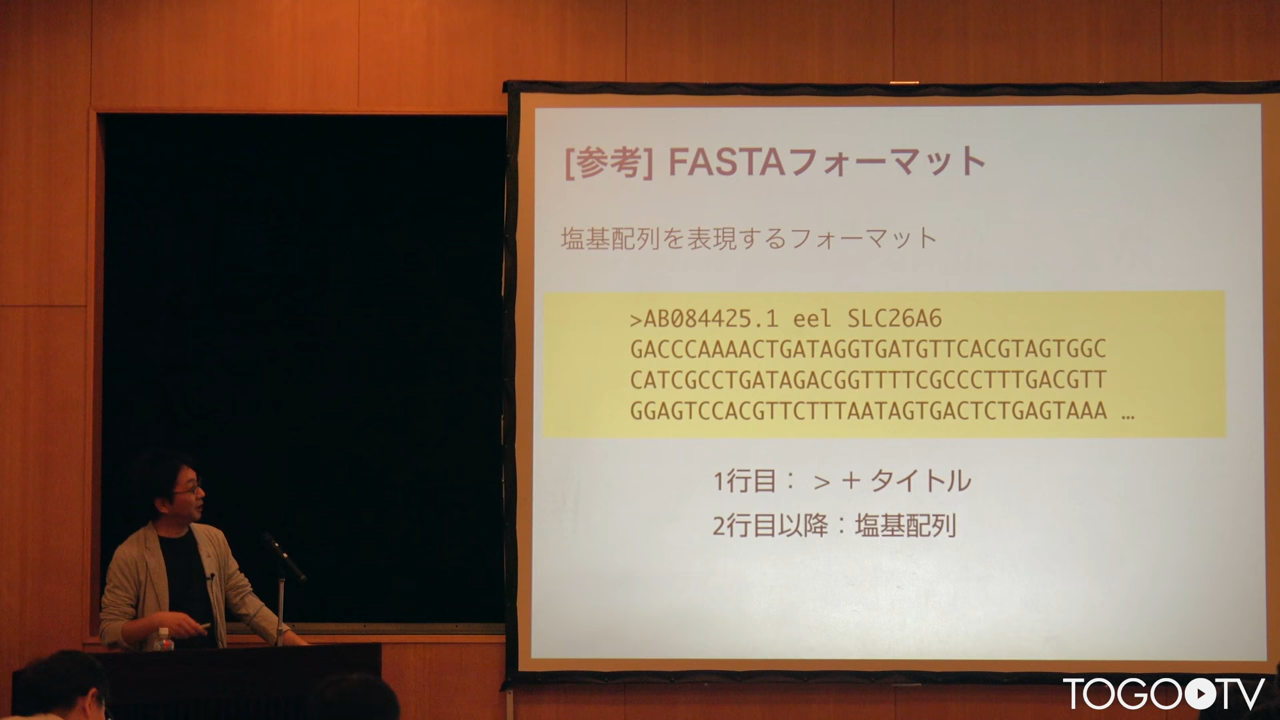 [参考] FASTAフォーマット
塩基配列を表現するフォーマット
>AB084425.1 eel SLC26A6
GACCCAAAACTGATAGGTGATGTTCACGTAGTGGC
CATCGCCTGATAGACGGTTTTTCGCCCTTTGACGTT
GGAGTCCACGTTCTTTAATAGTGACTCTGAGTAAA …
1行目： > + タイトル
2行目以降：塩基配列
TOGOTV